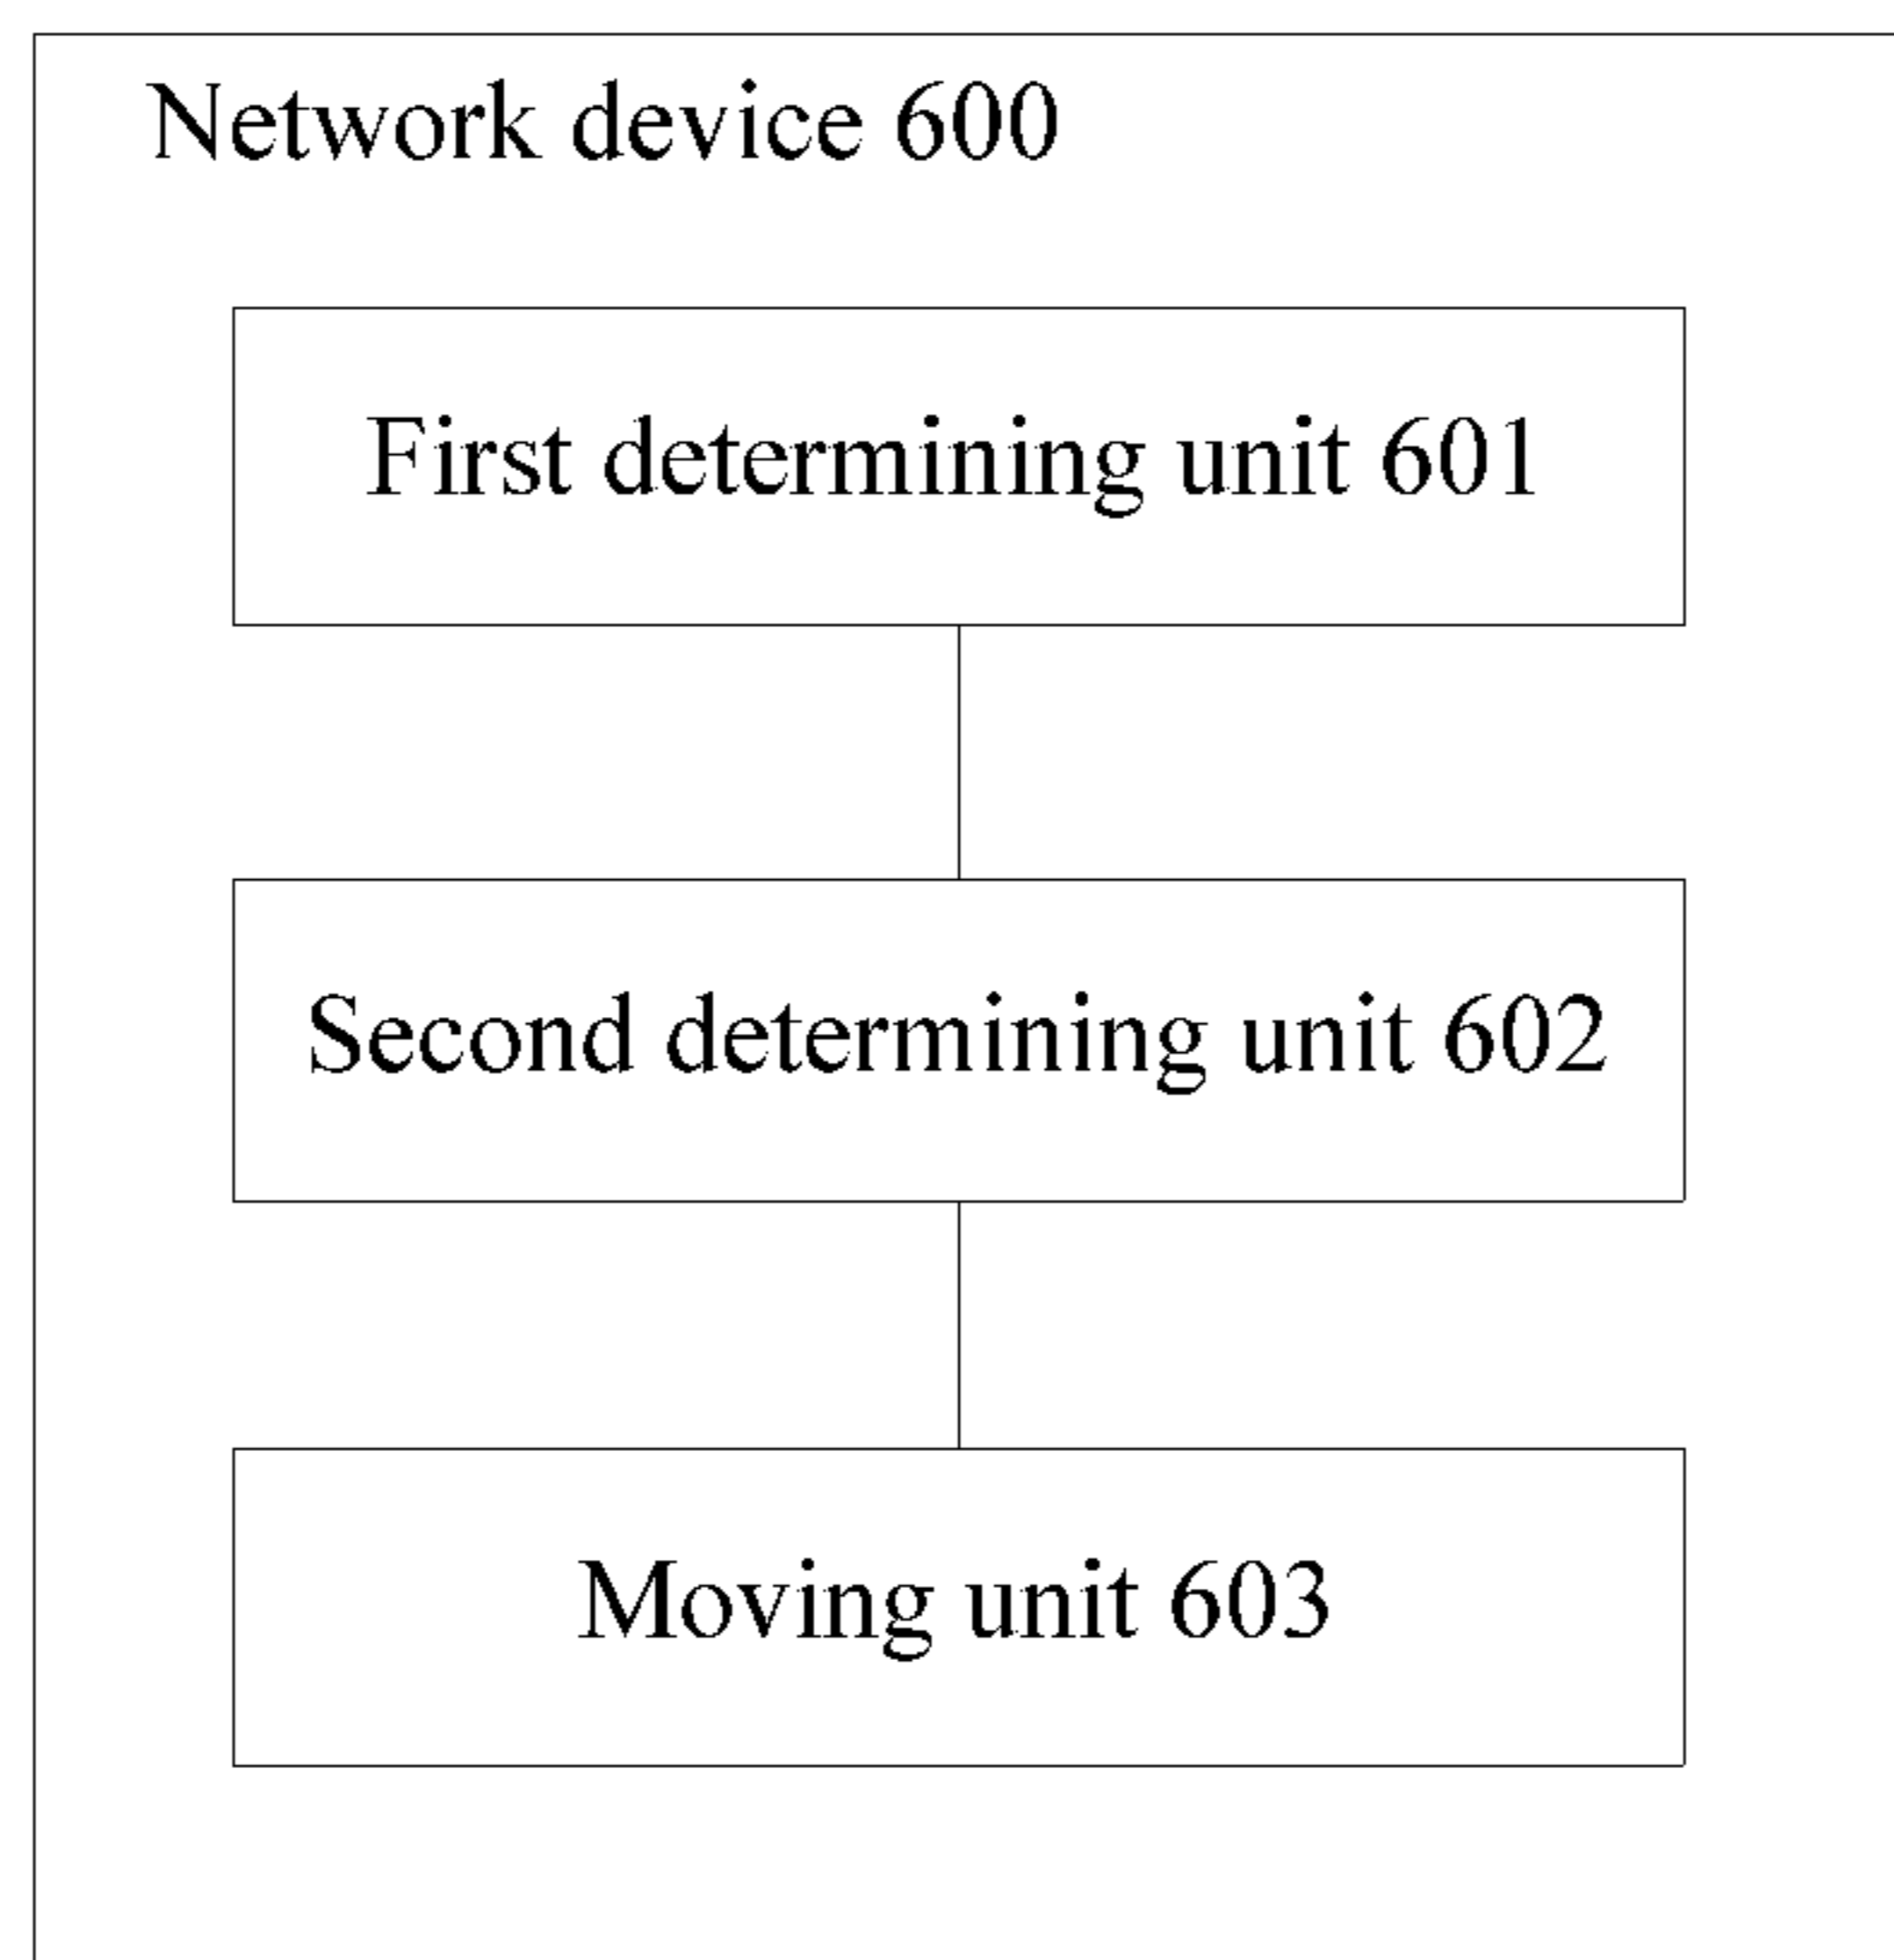 Network device 600
First determining unit 601
Second determining unit 602
Moving unit 603